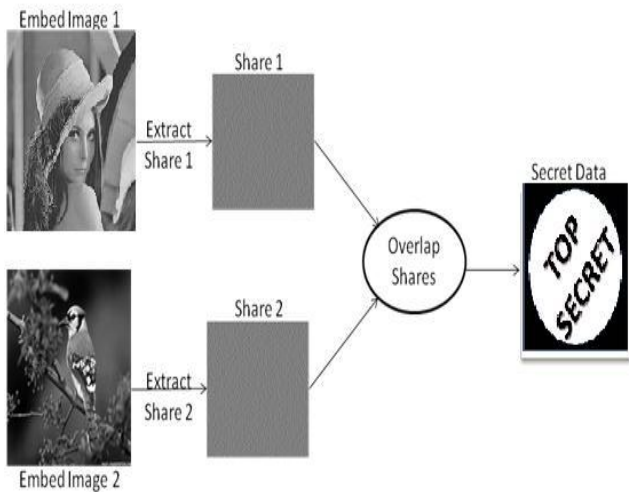 Embed Image 1
Extract
Share 1
Share 1
Embed Image 2
Extract
Share 2
Share 2
Overlap
Shares
Secret Data
TOP
SECRET